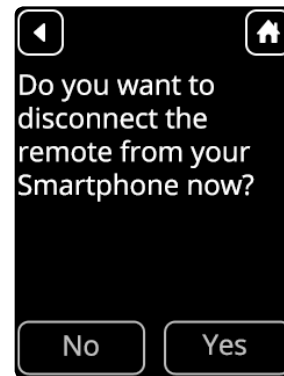 Do you want to
disconnect the
remote from your
Smartphone now?
No Yes